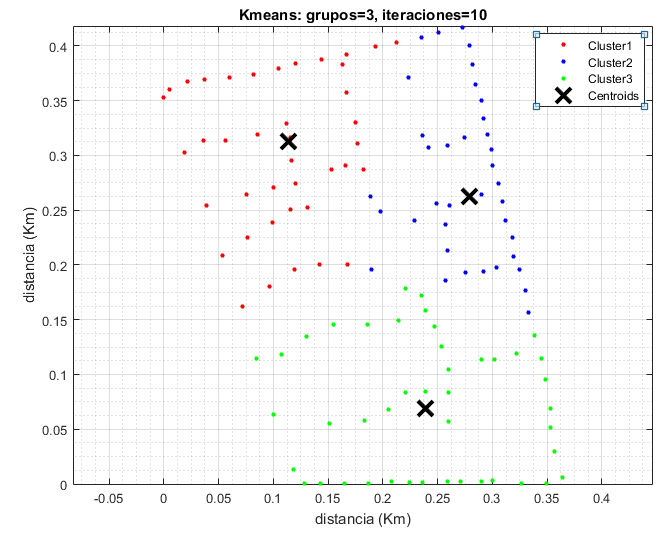 Kmeans: grupos=3, iteraciones=10
Cluster1
Cluster2
Cluster3
Centroids
distancia (Km)
0.4
0.35
0.3
0.25
0.2
0.15
0.1
0.05
0
-0.05 0 0.05 0.1 0.15 0.2 0.25 0.3 0.35 0.4
distancia (Km)